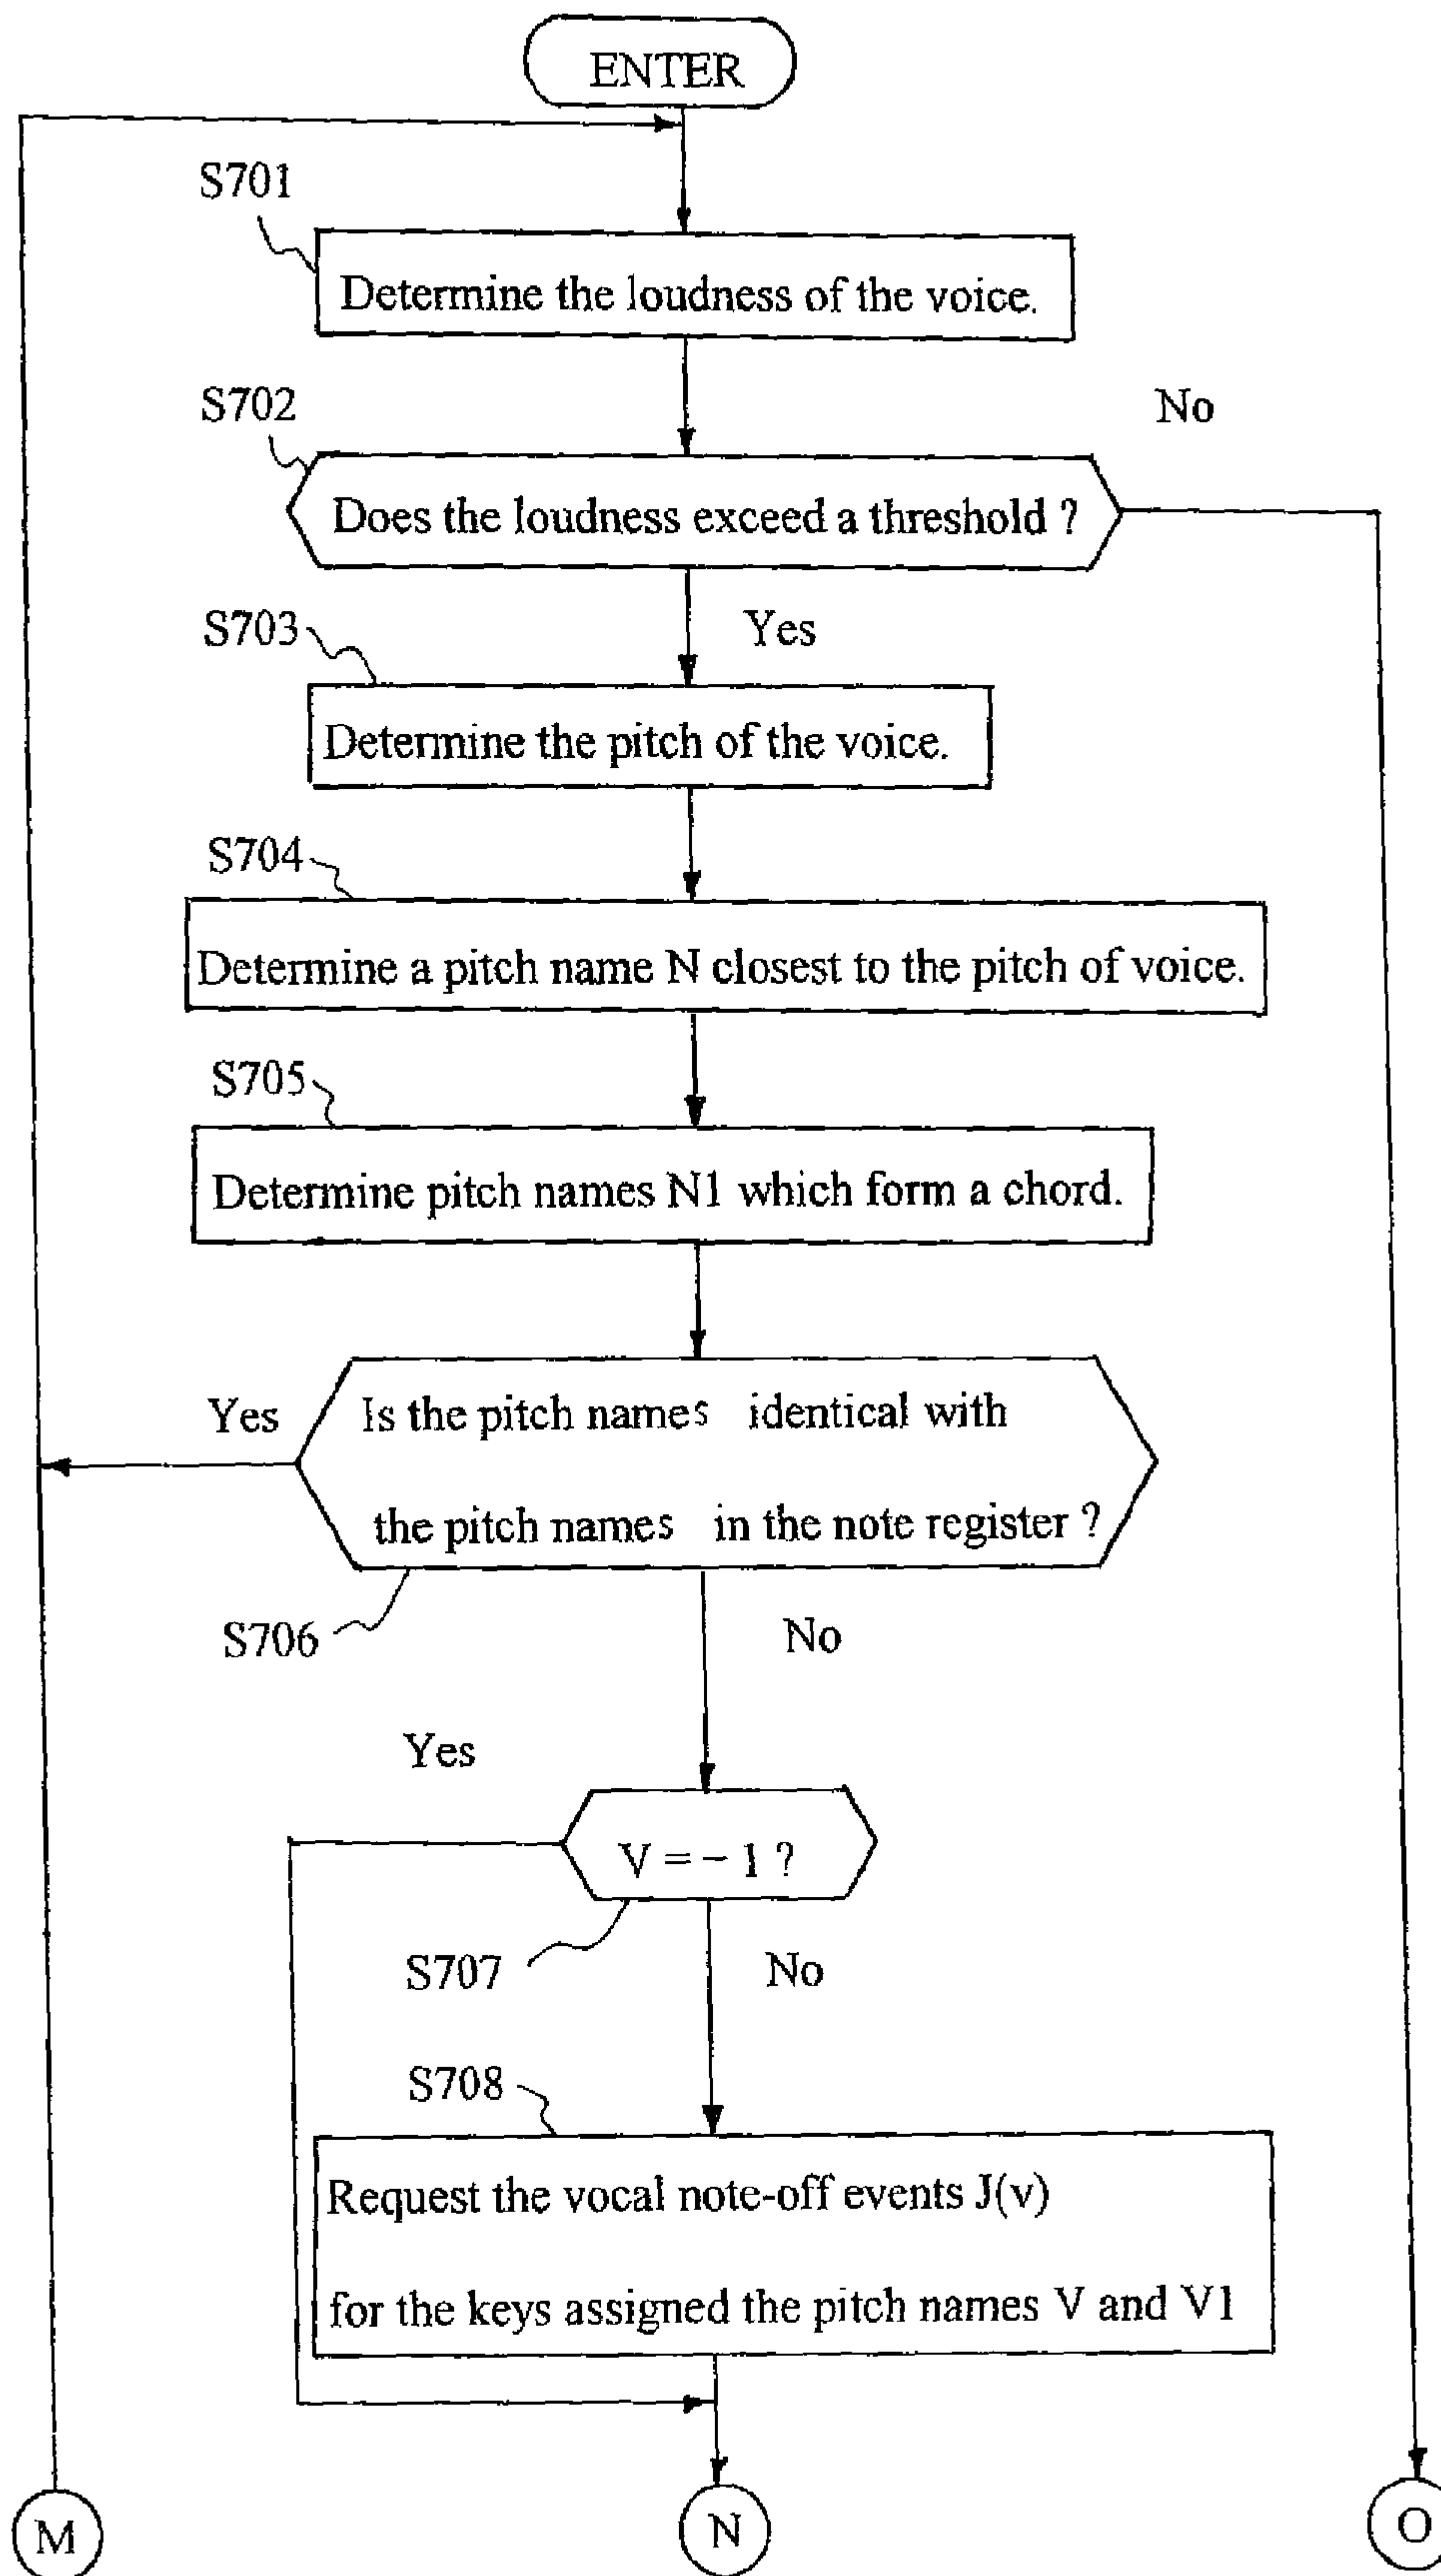 ENTER
S701
Determine the loudness of the voice.
S702
No
Does the loudness exceed a threshold ?
S703
Yes
Determine the pitch of the voice.
S704
Determine a pitch name N closest to the pitch of voice.
S705
Determine pitch names N1 which form a chord.
Yes
Is the pitch names identical with
the pitch names in the note register ?
S706
No
Yes
V = − 1 ?
S707
No
S708
Request the vocal note-off events J(v)
for the keys assigned the pitch names V and V1
M
N
O